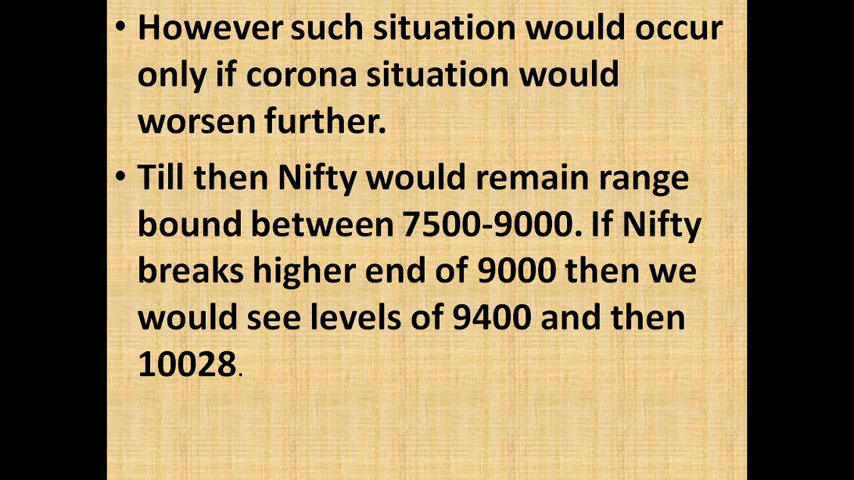 • However such situation would occur
only if corona situation would
worsen further.
• Till then Nifty would remain range
bound between 7500-9000. If Nifty
breaks higher end of 9000 then we
would see levels of 9400 and then
10028.